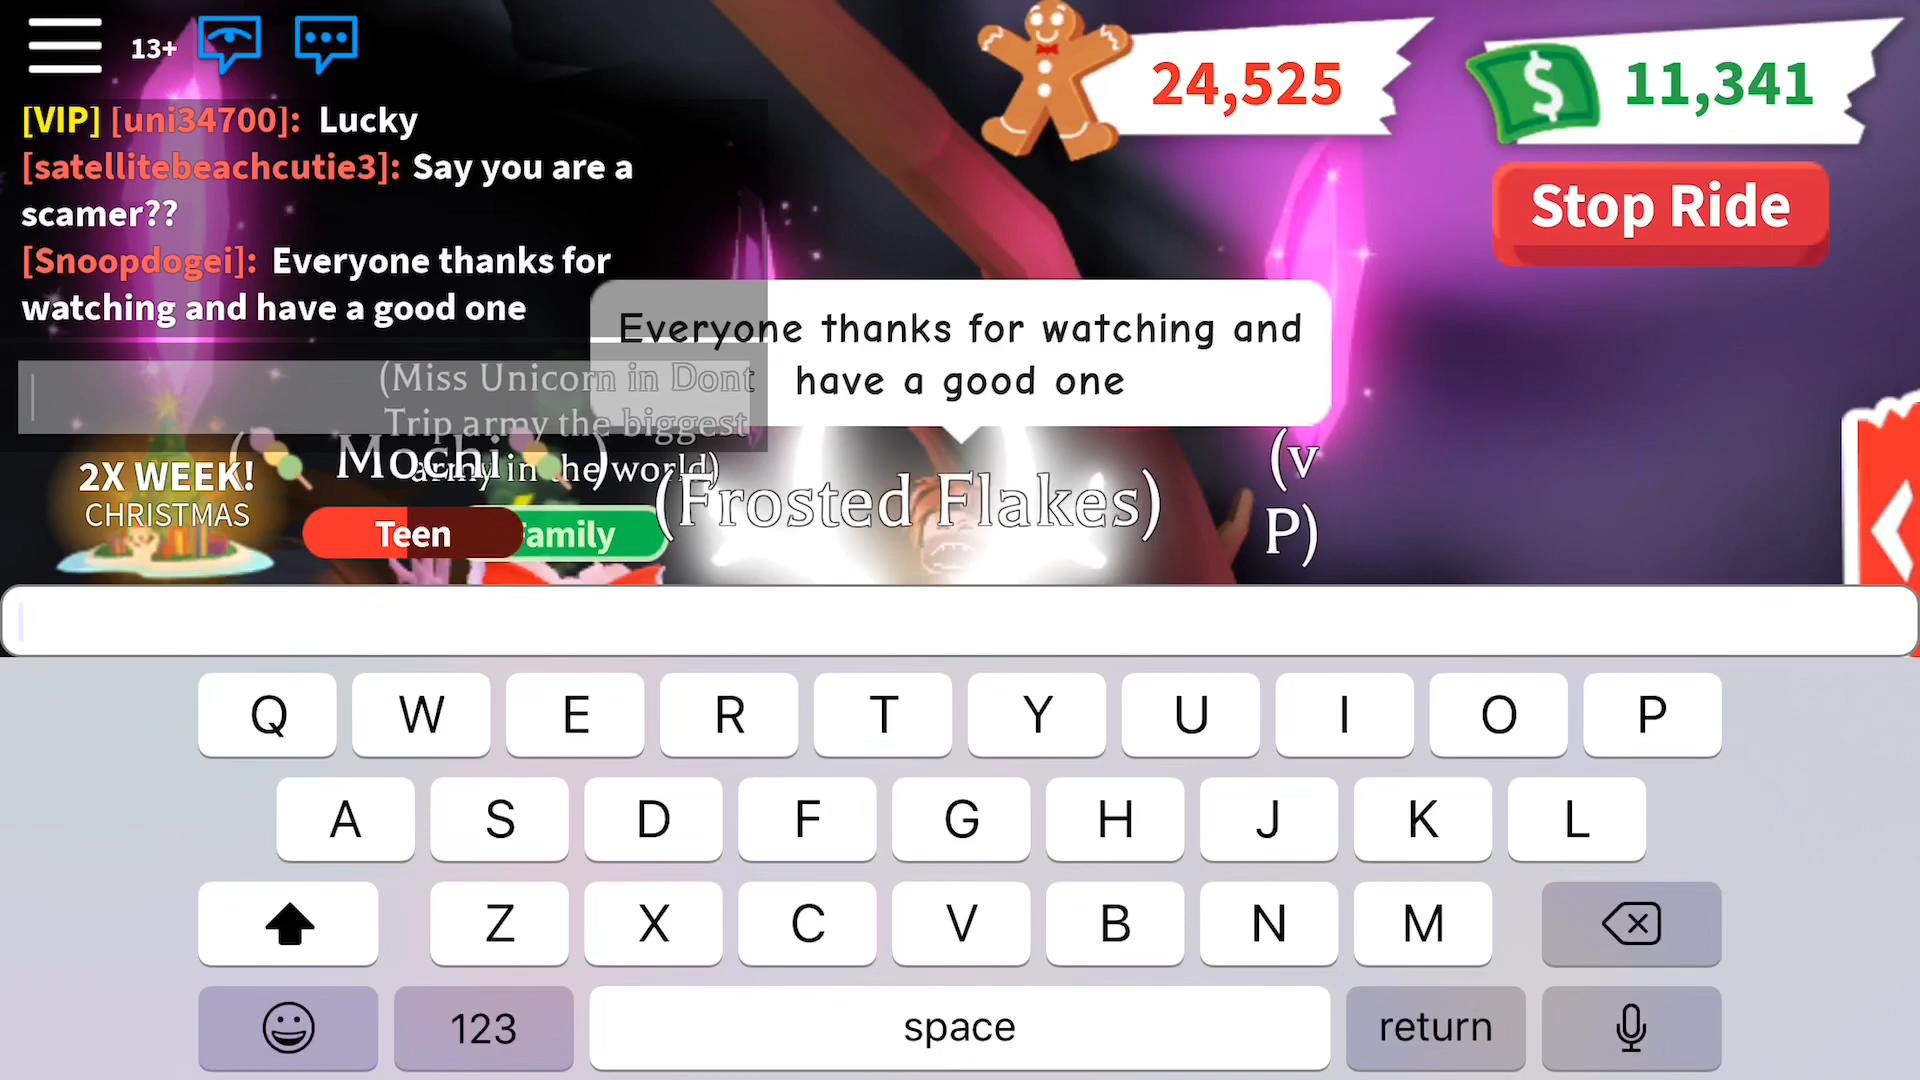 13+
24,525
11,341
[VIP] [uni34700]: Lucky
[satellitebeachcutie3]: Say you are a
scamer??
[Snoopdogei]: Everyone thanks for
watching and have a good one
Stop Ride
Everyone thanks for watching and
have a good one
(Miss Unicorn in Dont
Trip army the biggest
army in the world)
( Mochi )
(Frosted Flakes)
(v
P)
2X WEEK!
CHRISTMAS
Teen
Family
Q W E R T Y U I O P
A S D F G H J K L
Z X C V B N M
123 space return